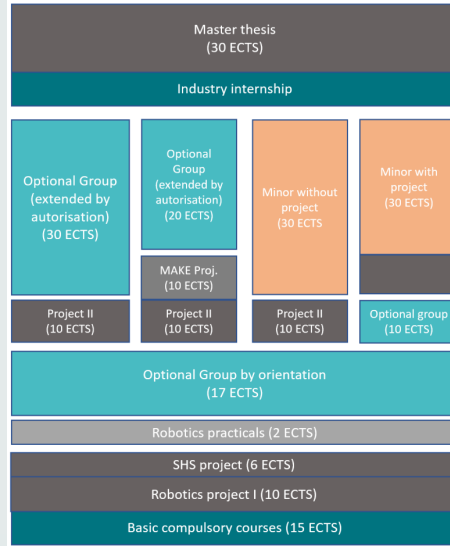 Master thesis
(30 ECTS)
Industry internship
Optional Group
(extended by
autorisation)
(30 ECTS)
Project II
(10 ECTS)
Optional
Group
(extended by
autorisation)
(20 ECTS)
MAKE Proj.
(10 ECTS)
Project II
(10 ECTS)
Minor without
project
(30 ECTS
Project II
(10 ECTS)
Minor with
project
(30 ECTS)
Optional group
(10 ECTS)
Optional Group by orientation
(17 ECTS)
Robotics practicals (2 ECTS)
SHS project (6 ECTS)
Robotics project I (10 ECTS)
Basic compulsory courses (15 ECTS)